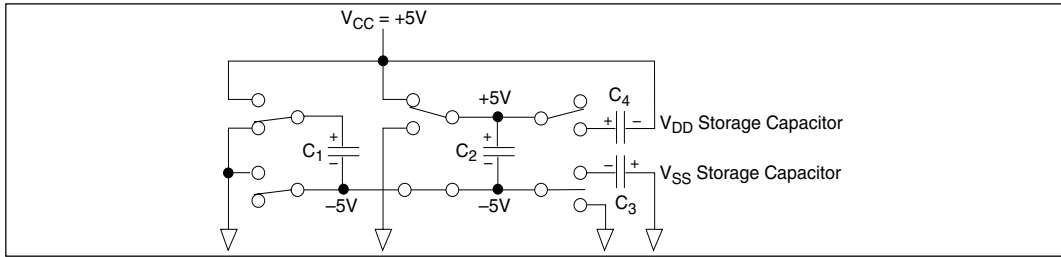 V_CC = +5V
+5V
C_4
+ −
V_DD Storage Capacitor
+
C_1
−
+
C_2
−
− +
V_SS Storage Capacitor
C_3
−5V
−5V